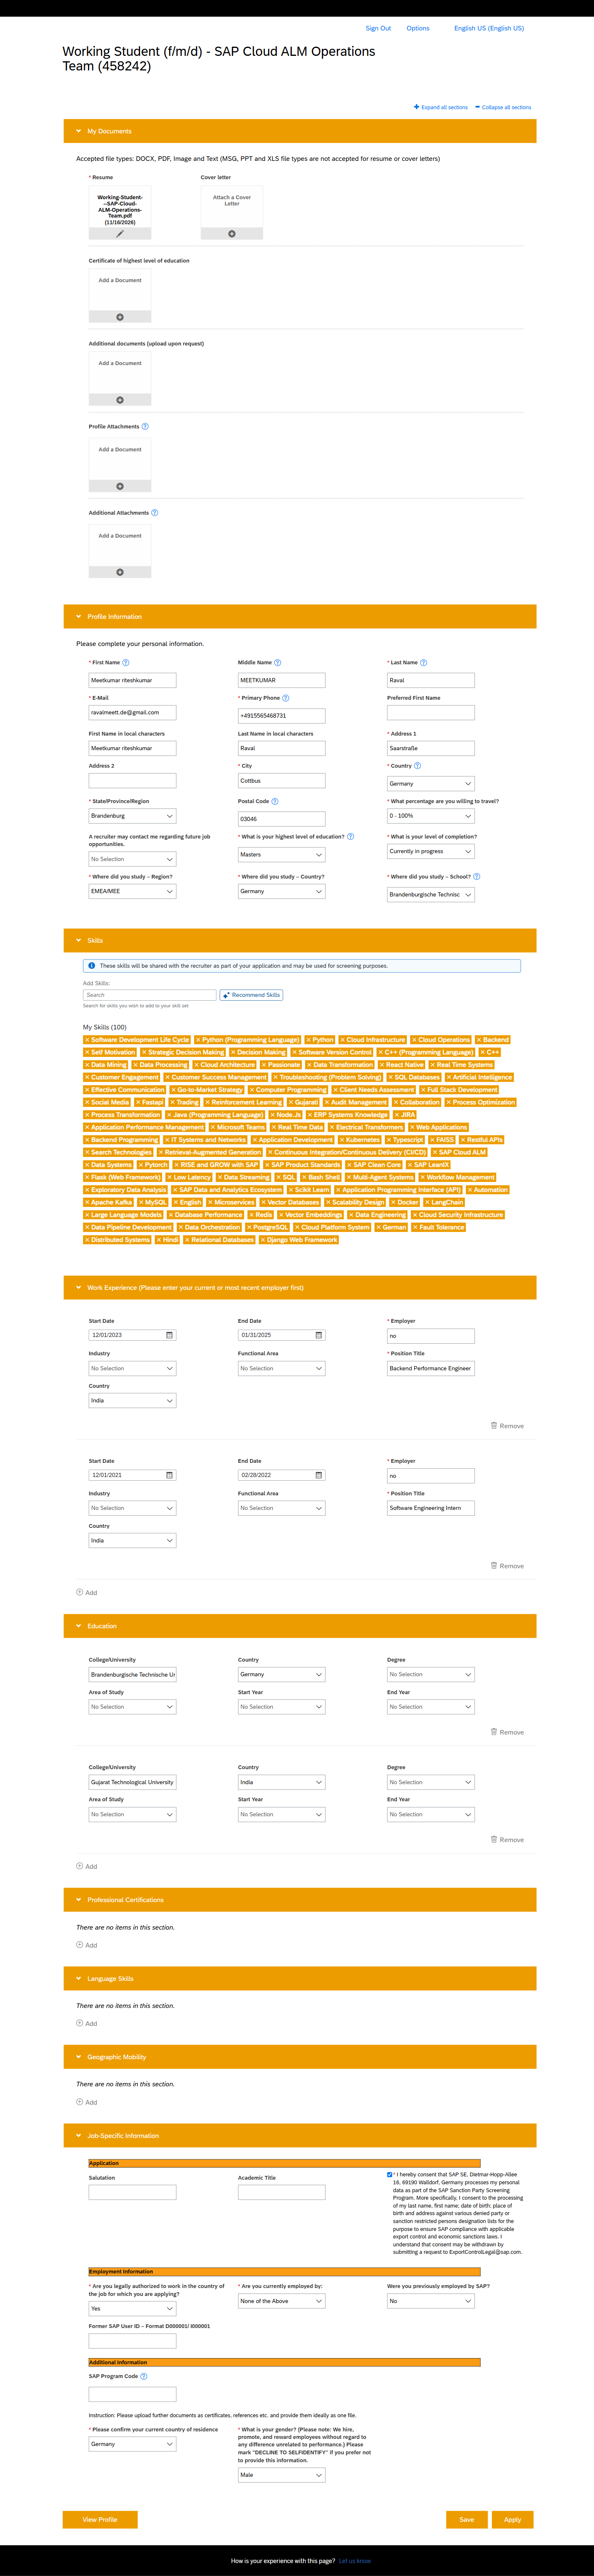 Sign Out Options English US (English US)
Working Student (f/m/d) - SAP Cloud ALM Operations
Team (458242)
Expand all sections Collapse all sections
My Documents
Accepted file types: DOCX, PDF, Image and Text (MSG, PPT and XLS file types are not accepted for resume or cover letters)
* Resume Cover letter
Working-Student-
--SAP-Cloud-
ALM-Operations-
Team.pdf
(11/16/2026)
Attach a Cover
Letter
Certificate of highest level of education
Add a Document
Additional documents (upload upon request)
Add a Document
Profile Attachments
Add a Document
Additional Attachments
Add a Document
Profile Information
Please complete your personal information.
* First Name Middle Name * Last Name
Meetkumar riteshkumar MEETKUMAR Raval
* E-Mail * Primary Phone Preferred First Name
ravalmeett.de@gmail.com +4915565468731
First Name in local characters Last Name in local characters * Address 1
Meetkumar riteshkumar Raval Saarstraße
Address 2 * City * Country
Cottbus Germany
* State/Province/Region Postal Code * What percentage are you willing to travel?
Brandenburg 03046 0 - 100%
A recruiter may contact me regarding future job
opportunities.
* What is your highest level of education? * What is your level of completion?
No Selection Masters Currently in progress
* Where did you study – Region? * Where did you study – Country? * Where did you study – School?
EMEA/MEE Germany Brandenburgische Technisc
Skills
These skills will be shared with the recruiter as part of your application and may be used for screening purposes.
Add Skills:
Search Recommend Skills
Search for skills you wish to add to your skill set
My Skills (100)
× Software Development Life Cycle × Python (Programming Language) × Python × Cloud Infrastructure × Cloud Operations × Backend
× Self Motivation × Strategic Decision Making × Decision Making × Software Version Control × C++ (Programming Language) × C++
× Data Mining × Data Processing × Cloud Architecture × Passionate × Data Transformation × React Native × Real Time Systems
× Customer Engagement × Customer Success Management × Troubleshooting (Problem Solving) × SQL Databases × Artificial Intelligence
× Effective Communication × Go-to-Market Strategy × Computer Programming × Client Needs Assessment × Full Stack Development
× Social Media × Fastapi × Trading × Reinforcement Learning × Gujarati × Audit Management × Collaboration × Process Optimization
× Process Transformation × Java (Programming Language) × Node.Js × ERP Systems Knowledge × JIRA
× Application Performance Management × Microsoft Teams × Real Time Data × Electrical Transformers × Web Applications
× Backend Programming × IT Systems and Networks × Application Development × Kubernetes × Typescript × FAISS × Restful APIs
× Search Technologies × Retrieval-Augmented Generation × Continuous Integration/Continuous Delivery (CI/CD) × SAP Cloud ALM
× Data Systems × Pytorch × RISE and GROW with SAP × SAP Product Standards × SAP Clean Core × SAP LeanIX
× Flask (Web Framework) × Low Latency × Data Streaming × SQL × Bash Shell × Multi-Agent Systems × Workflow Management
× Exploratory Data Analysis × SAP Data and Analytics Ecosystem × Scikit Learn × Application Programming Interface (API) × Automation
× Apache Kafka × MySQL × English × Microservices × Vector Databases × Scalability Design × Docker × LangChain
× Large Language Models × Database Performance × Redis × Vector Embeddings × Data Engineering × Cloud Security Infrastructure
× Data Pipeline Development × Data Orchestration × PostgreSQL × Cloud Platform System × German × Fault Tolerance
× Distributed Systems × Hindi × Relational Databases × Django Web Framework
Work Experience (Please enter your current or most recent employer first)
Start Date End Date * Employer
12/01/2023 01/31/2025 no
Industry Functional Area * Position Title
No Selection No Selection Backend Performance Engineer
Country
India
Remove
Start Date End Date * Employer
12/01/2021 02/28/2022 no
Industry Functional Area * Position Title
No Selection No Selection Software Engineering Intern
Country
India
Remove
Add
Education
College/University Country Degree
Brandenburgische Technische Un Germany No Selection
Area of Study Start Year End Year
No Selection No Selection No Selection
Remove
College/University Country Degree
Gujarat Technological University India No Selection
Area of Study Start Year End Year
No Selection No Selection No Selection
Remove
Add
Professional Certifications
There are no items in this section.
Add
Language Skills
There are no items in this section.
Add
Geographic Mobility
There are no items in this section.
Add
Job-Specific Information
Application
Salutation Academic Title
* I hereby consent that SAP SE, Dietmar-Hopp-Allee
16, 69190 Walldorf, Germany processes my personal
data as part of the SAP Sanction Party Screening
Program. More specifically, I consent to the processing
of my last name, first name; date of birth; place of
birth and address against various denied party or
sanction restricted persons designation lists for the
purpose to ensure SAP compliance with applicable
export control and economic sanctions laws. I
understand that consent may be withdrawn by
submitting a request to ExportControlLegal@sap.com.
Employment Information
* Are you legally authorized to work in the country of
the job for which you are applying?
* Are you currently employed by: Were you previously employed by SAP?
Yes None of the Above No
Former SAP User ID – Format D000001/ I000001
Additional Information
SAP Program Code
Instruction: Please upload further documents as certificates, references etc. and provide them ideally as one file.
* Please confirm your current country of residence
Germany
* What is your gender? (Please note: We hire,
promote, and reward employees without regard to
any difference unrelated to performance.) Please
mark "DECLINE TO SELFIDENTIFY" if you prefer not
to provide this information.
Male
View Profile Save Apply
How is your experience with this page? Let us know